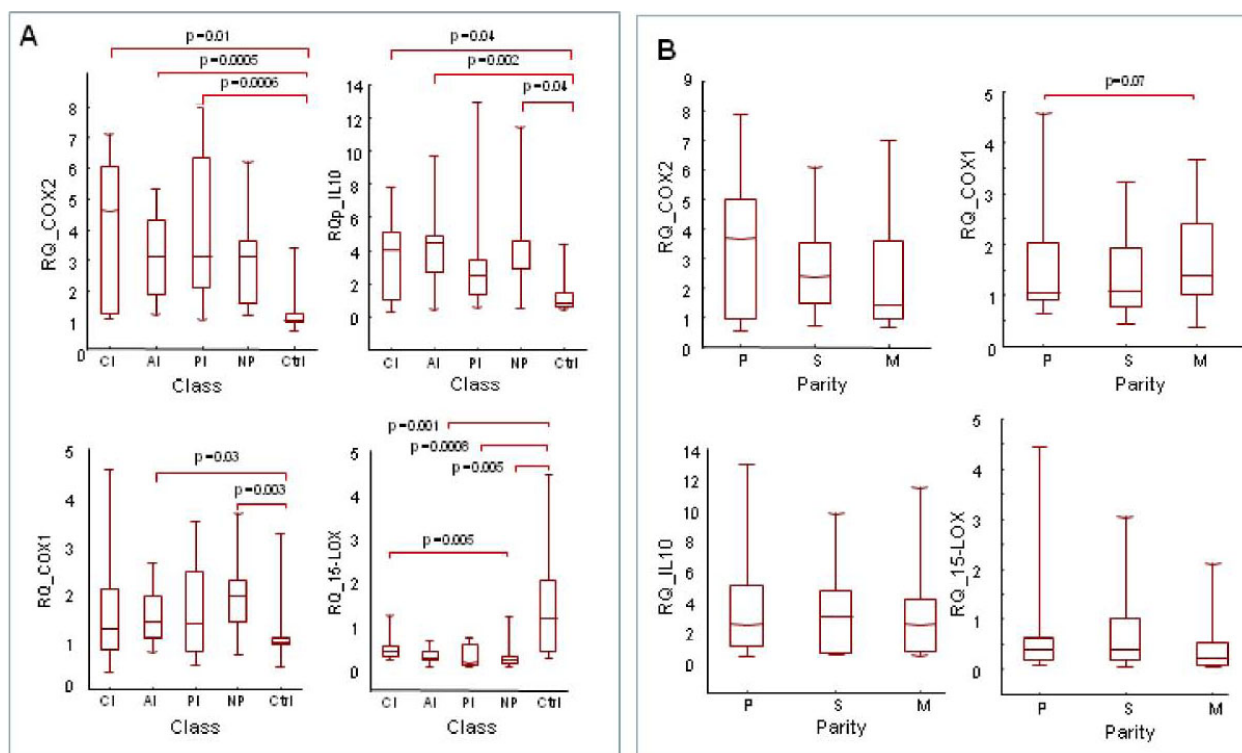 A
p=0.01
p=0.0005
p=0.0006
8
7
6
5
4
3
2
1
0
RQ_COX2
CI AI PI NP Ctrl
Class
p=0.04
p=0.002
p=0.04
14
12
10
8
6
4
2
0
RQp_IL10
CI AI PI NP Ctrl
Class
p=0.03
p=0.003
5
4
3
2
1
0
RQ_COX1
CI AI PI NP Ctrl
Class
p=0.001
p=0.0008
p=0.005
p=0.005
5
4
3
2
1
0
RQ_15-LOX
CI AI PI NP Ctrl
Class
B
9
8
7
6
5
4
3
2
1
0
RQ_COX2
P S M
Parity
p=0.07
5
4
3
2
1
0
RQ_COX1
P S M
Parity
14
12
10
8
6
4
2
0
RQ_IL10
P S M
Parity
5
4
3
2
1
0
RQ_15-LOX
P S M
Parity